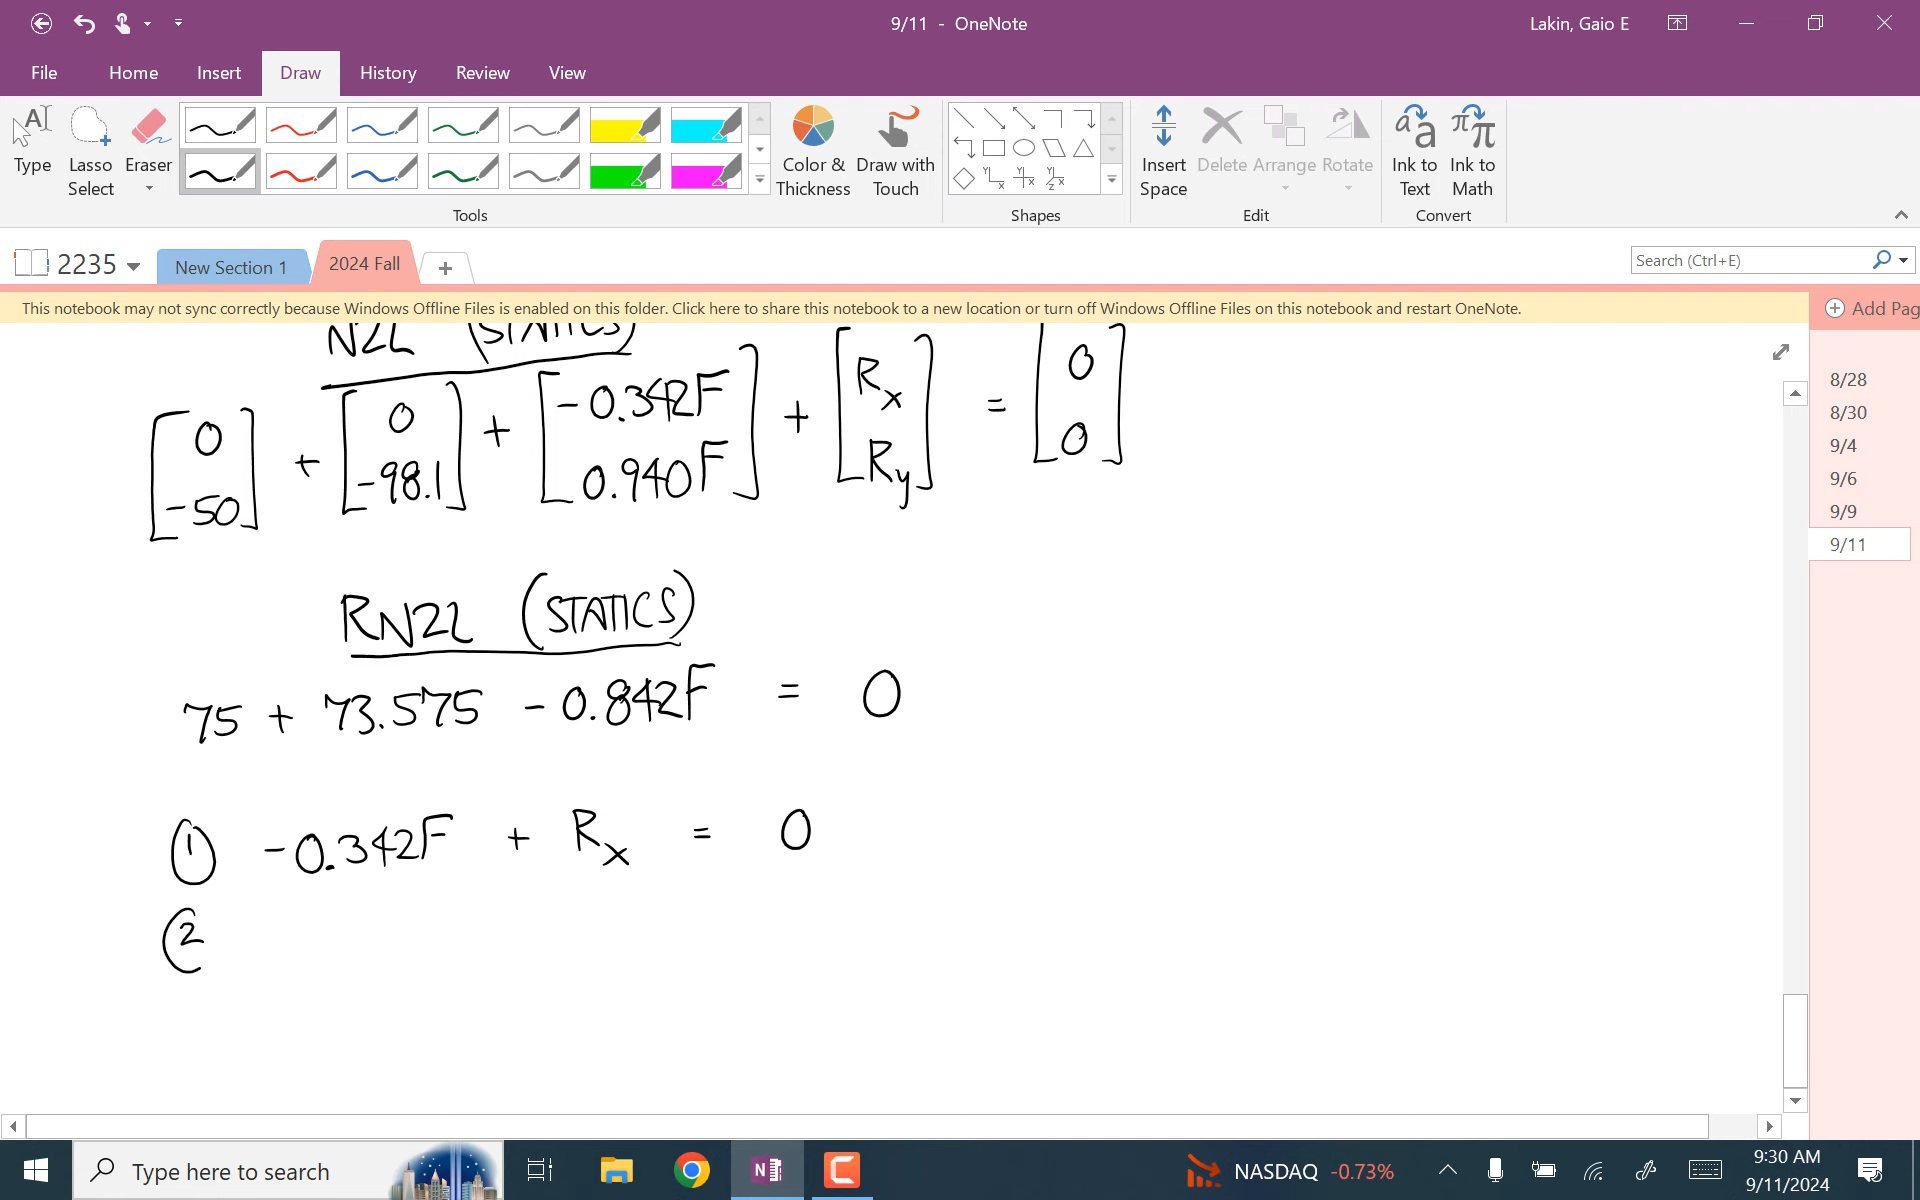 9/11 - OneNote
Lakin, Gaio E
File Home Insert Draw History Review View
Type
Lasso Select
Eraser
Color & Thickness
Draw with Touch
Insert Space
Delete Arrange Rotate
Ink to Text
Ink to Math
Tools Shapes Edit Convert
2235 New Section 1 2024 Fall +
Search (Ctrl+E)
This notebook may not sync correctly because Windows Offline Files is enabled on this folder. Click here to share this notebook to a new location or turn off Windows Offline Files on this notebook and restart OneNote.
Add Pag
8/28
8/30
9/4
9/6
9/9
9/11
N2L (STATICS)
[0 -50] + [0 -98.1] + [-0.342F 0.940F] + [Rx Ry] = [0 0]
RN2L (STATICS)
75 + 73.575 - 0.842F = 0
① -0.342F + Rx = 0
(2
Type here to search
NASDAQ -0.73%
9:30 AM
9/11/2024